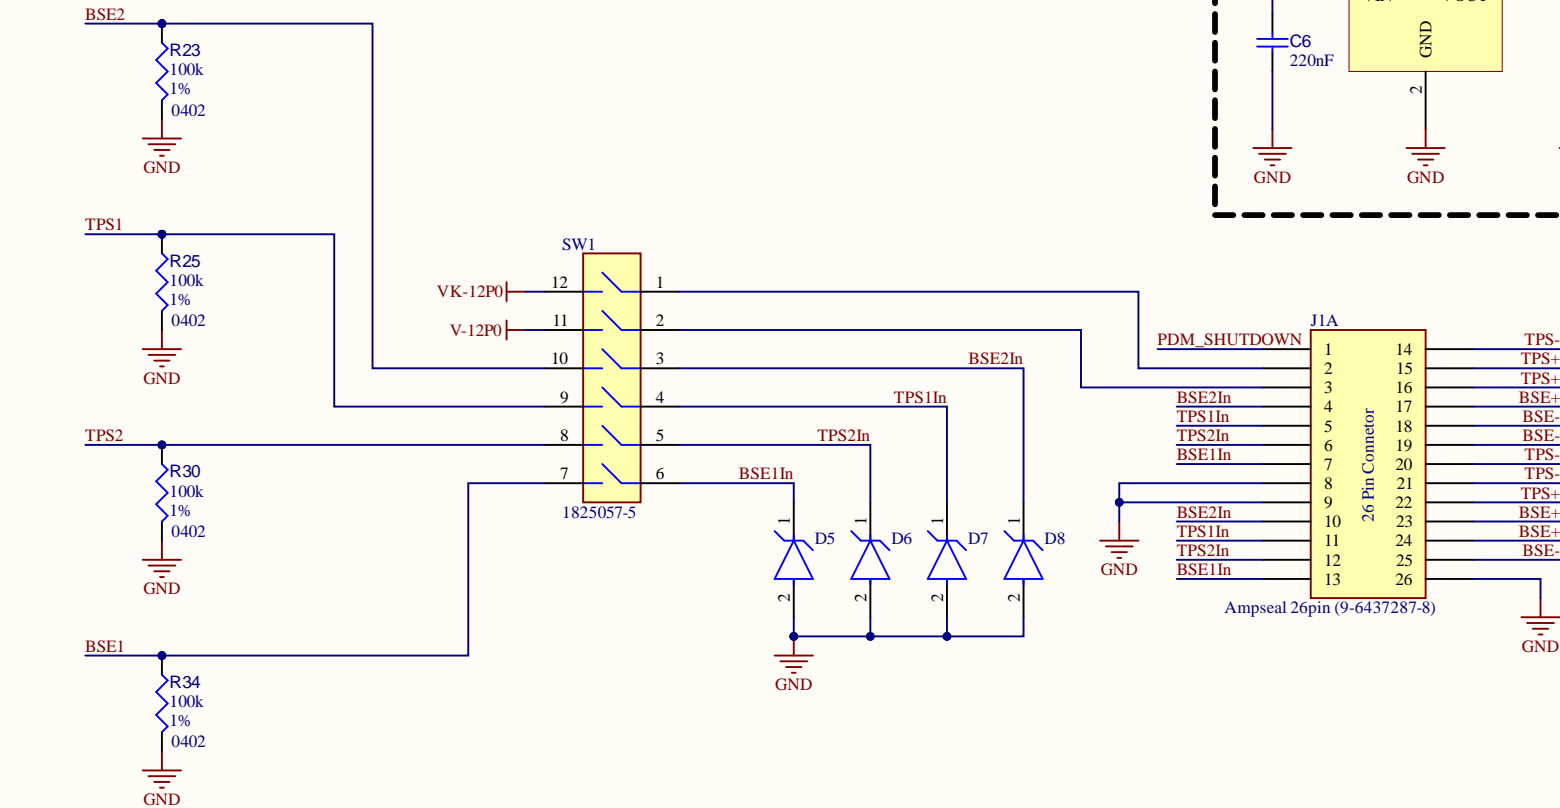 BSE2
R23
100k
1%
0402
GND
C6
220nF
GND
2
GND
GND
TPS1
R25
100k
1%
0402
GND
SW1
VK-12P0
12
1
V-12P0
11
2
10
3
BSE2In
9
4
TPS1In
8
5
TPS2In
7
6
BSE1In
1825057-5
TPS2
R30
100k
1%
0402
GND
BSE1
R34
100k
1%
0402
GND
1
D5
2
1
D6
2
1
D7
2
1
D8
2
GND
J1A
PDM_SHUTDOWN
1
14
TPS-
2
15
TPS+
3
16
TPS+
BSE2In
4
17
BSE+
TPS1In
5
18
BSE-
TPS2In
6
19
BSE-
BSE1In
7
20
TPS-
8
21
TPS-
9
22
TPS+
BSE2In
10
23
BSE+
TPS1In
11
24
BSE+
TPS2In
12
25
BSE-
BSE1In
13
26
26 Pin Connetor
GND
GND
Ampseal 26pin (9-6437287-8)